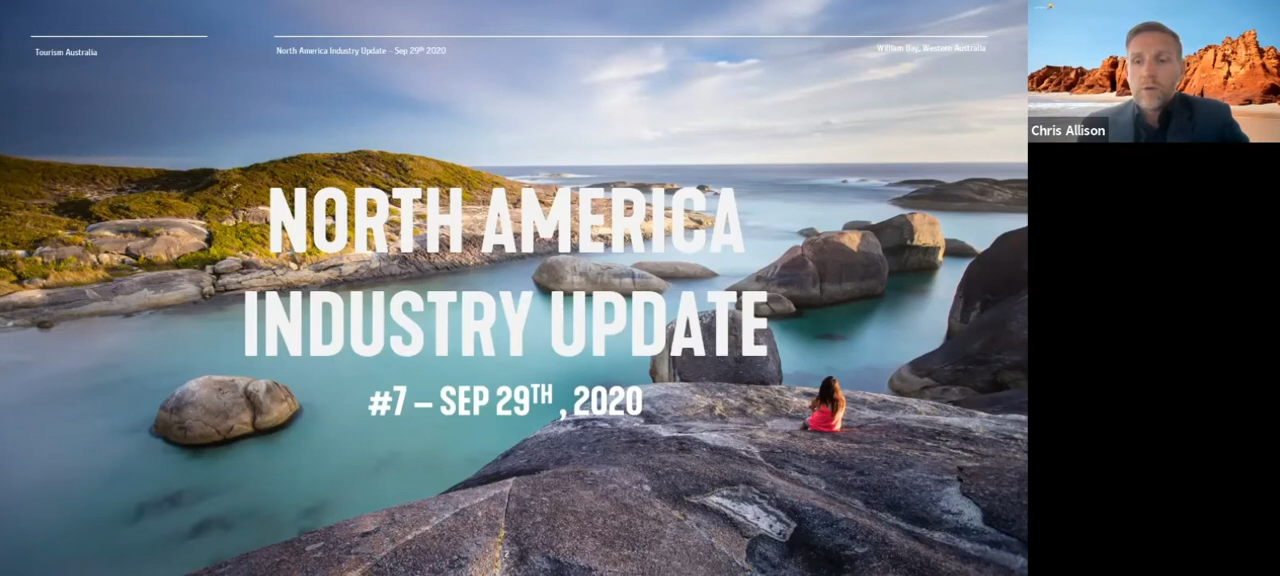 Tourism Australia
North America Industry Update – Sep 29th 2020
William Bay, Western Australia
NORTH AMERICA
INDUSTRY UPDATE
#7 – SEP 29TH , 2020
Chris Allison